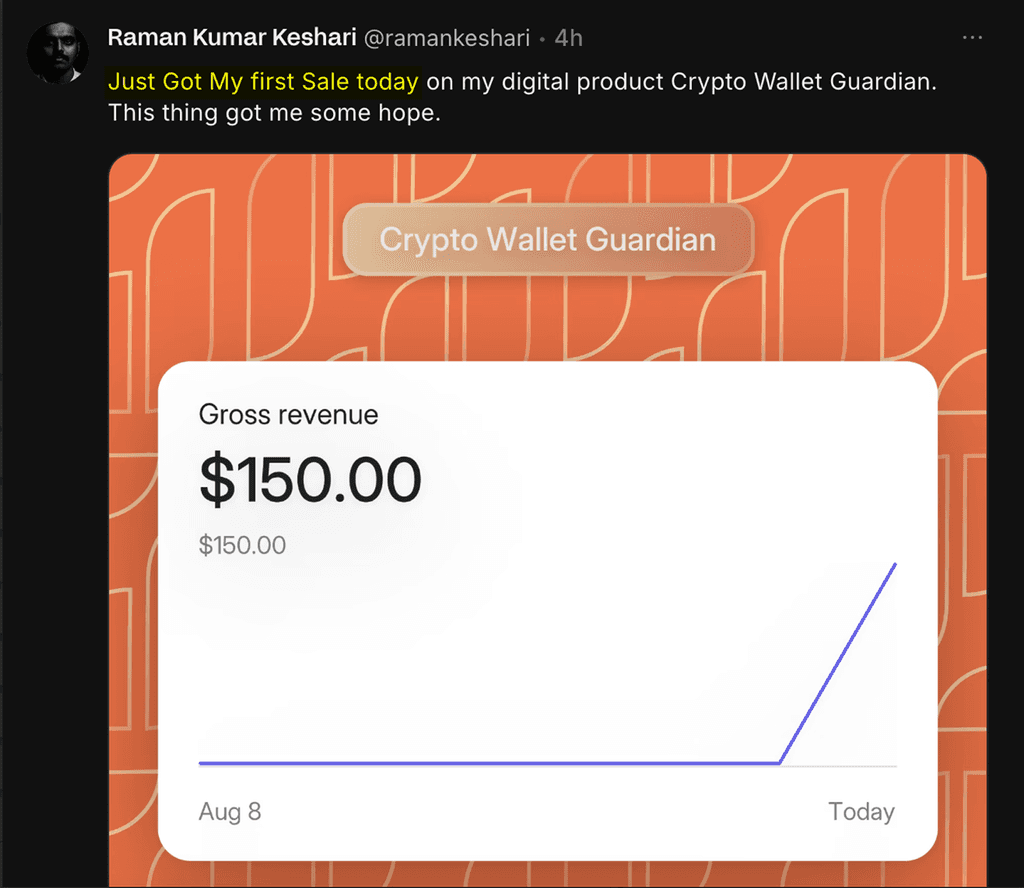 Raman Kumar Keshari @ramankeshari · 4h ...
Just Got My first Sale today on my digital product Crypto Wallet Guardian.
This thing got me some hope.
Crypto Wallet Guardian
Gross revenue
$150.00
$150.00
Aug 8 Today